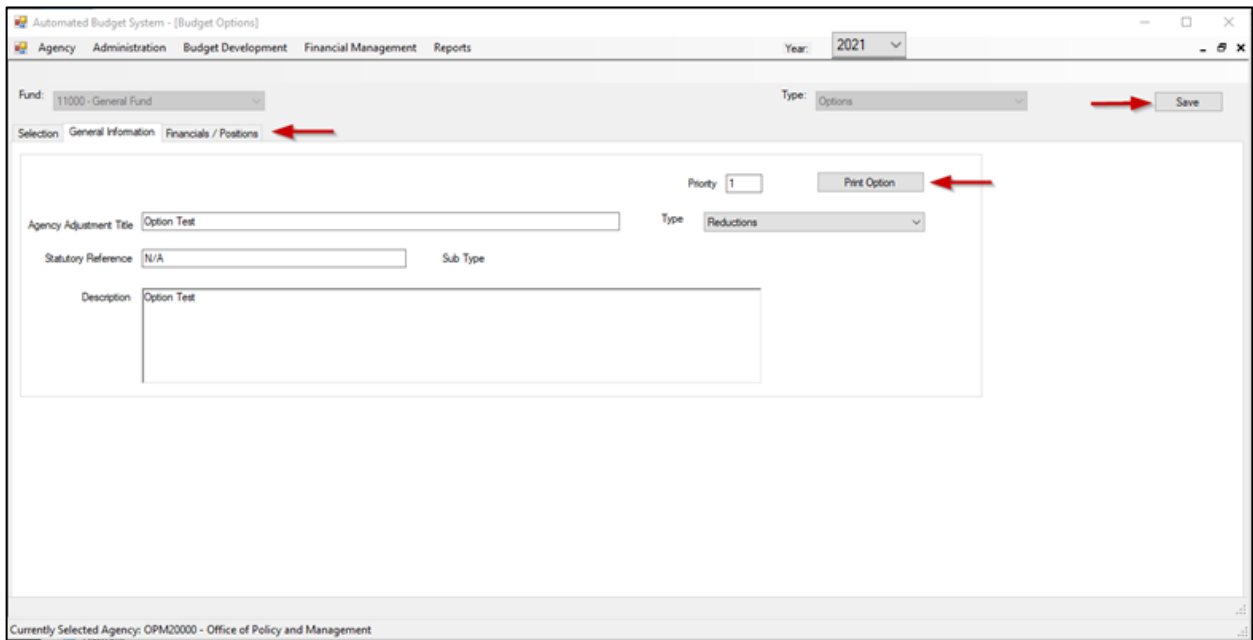 Automated Budget System - [Budget Options]
Agency Administration Budget Development Financial Management Reports Year: 2021
Fund: 11000 - General Fund Type: Options Save
Selection General Information Financials / Positions
Priority 1 Print Option
Agency Adjustment Title Option Test Type Reductions
Statutory Reference N/A Sub Type
Description Option Test
Currently Selected Agency: OPM20000 - Office of Policy and Management